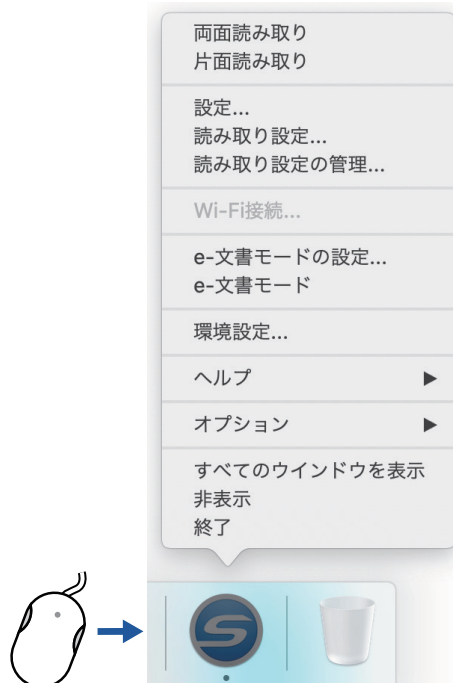 両面読み取り
片面読み取り
設定...
読み取り設定...
読み取り設定の管理...
Wi-Fi接続...
e-文書モードの設定...
e-文書モード
環境設定...
ヘルプ ▶
オプション ▶
すべてのウインドウを表示
非表示
終了
S